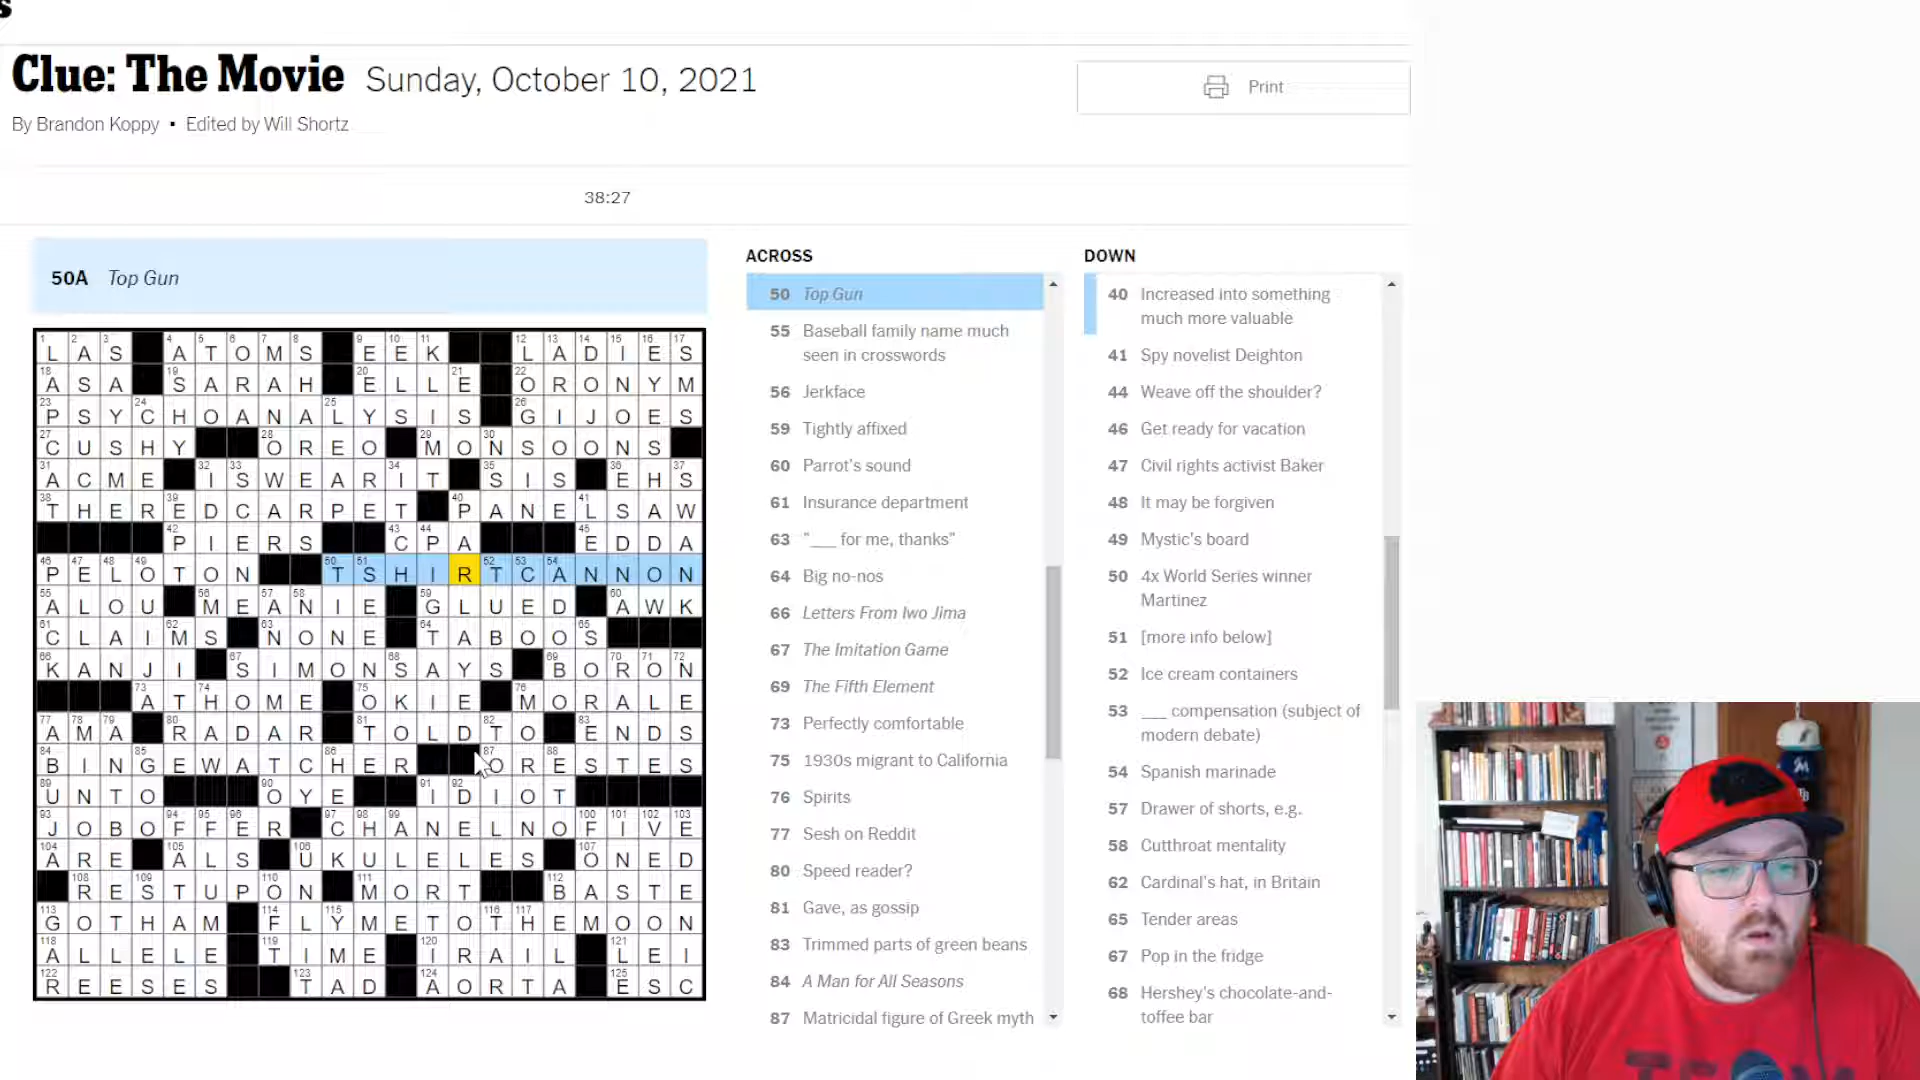 s
Clue: The Movie Sunday, October 10, 2021
Print
By Brandon Koppy ▪ Edited by Will Shortz
38:27
50A Top Gun
L A S A T O M S E E K L A D I E S
A S A S A R A H E L L E O R O N Y M
P S Y C H O A N A L Y S I S G I J O E S
C U S H Y O R E O M O N S O O N S
A C M E I S W E A R I T S I S E H S
T H E R E D C A R P E T P A N E L S A W
P I E R S C P A E D D A
P E L O T O N T S H I R T C A N N O N
A L O U M E A N I E G L U E D A W K
C L A I M S N O N E T A B O O S
K A N J I S I M O N S A Y S B O R O N
A T H O M E O K I E M O R A L E
A M A R A D A R T O L D T O E N D S
B I N G E W A T C H E R O R E S T E S
U N T O O Y E I D I O T
J O B O F F E R C H A N E L N O F I V E
A R E A L S U K U L E L E S O N E D
R E S T U P O N M O R T B A S T E
G O T H A M F L Y M E T O T H E M O O N
A L L E L E T I M E I R A I L L E I
R E E S E S T A D A O R T A E S C
ACROSS
50 Top Gun
55 Baseball family name much
seen in crosswords
56 Jerkface
59 Tightly affixed
60 Parrot's sound
61 Insurance department
63 "___ for me, thanks"
64 Big no-nos
66 Letters From Iwo Jima
67 The Imitation Game
69 The Fifth Element
73 Perfectly comfortable
75 1930s migrant to California
76 Spirits
77 Sesh on Reddit
80 Speed reader?
81 Gave, as gossip
83 Trimmed parts of green beans
84 A Man for All Seasons
87 Matricidal figure of Greek myth
DOWN
40 Increased into something
much more valuable
41 Spy novelist Deighton
44 Weave off the shoulder?
46 Get ready for vacation
47 Civil rights activist Baker
48 It may be forgiven
49 Mystic's board
50 4x World Series winner
Martinez
51 [more info below]
52 Ice cream containers
53 ___ compensation (subject of
modern debate)
54 Spanish marinade
57 Drawer of shorts, e.g.
58 Cutthroat mentality
62 Cardinal's hat, in Britain
65 Tender areas
67 Pop in the fridge
68 Hershey's chocolate-and-
toffee bar